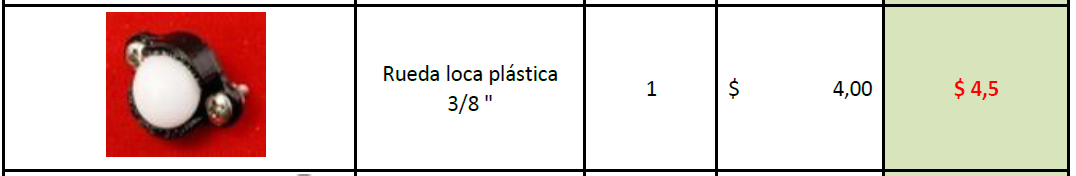 Rueda loca plástica
3/8 "
1
$ 4,00
$ 4,5